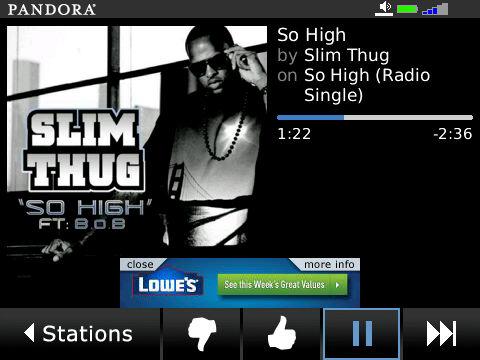 PANDORA
So High
by Slim Thug
on So High (Radio
Single)
1:22 -2:36
SLIM
THUG
"SO HIGH"
FT: B.o.B
close more info
LOWE'S See this Week's Great Values
Stations